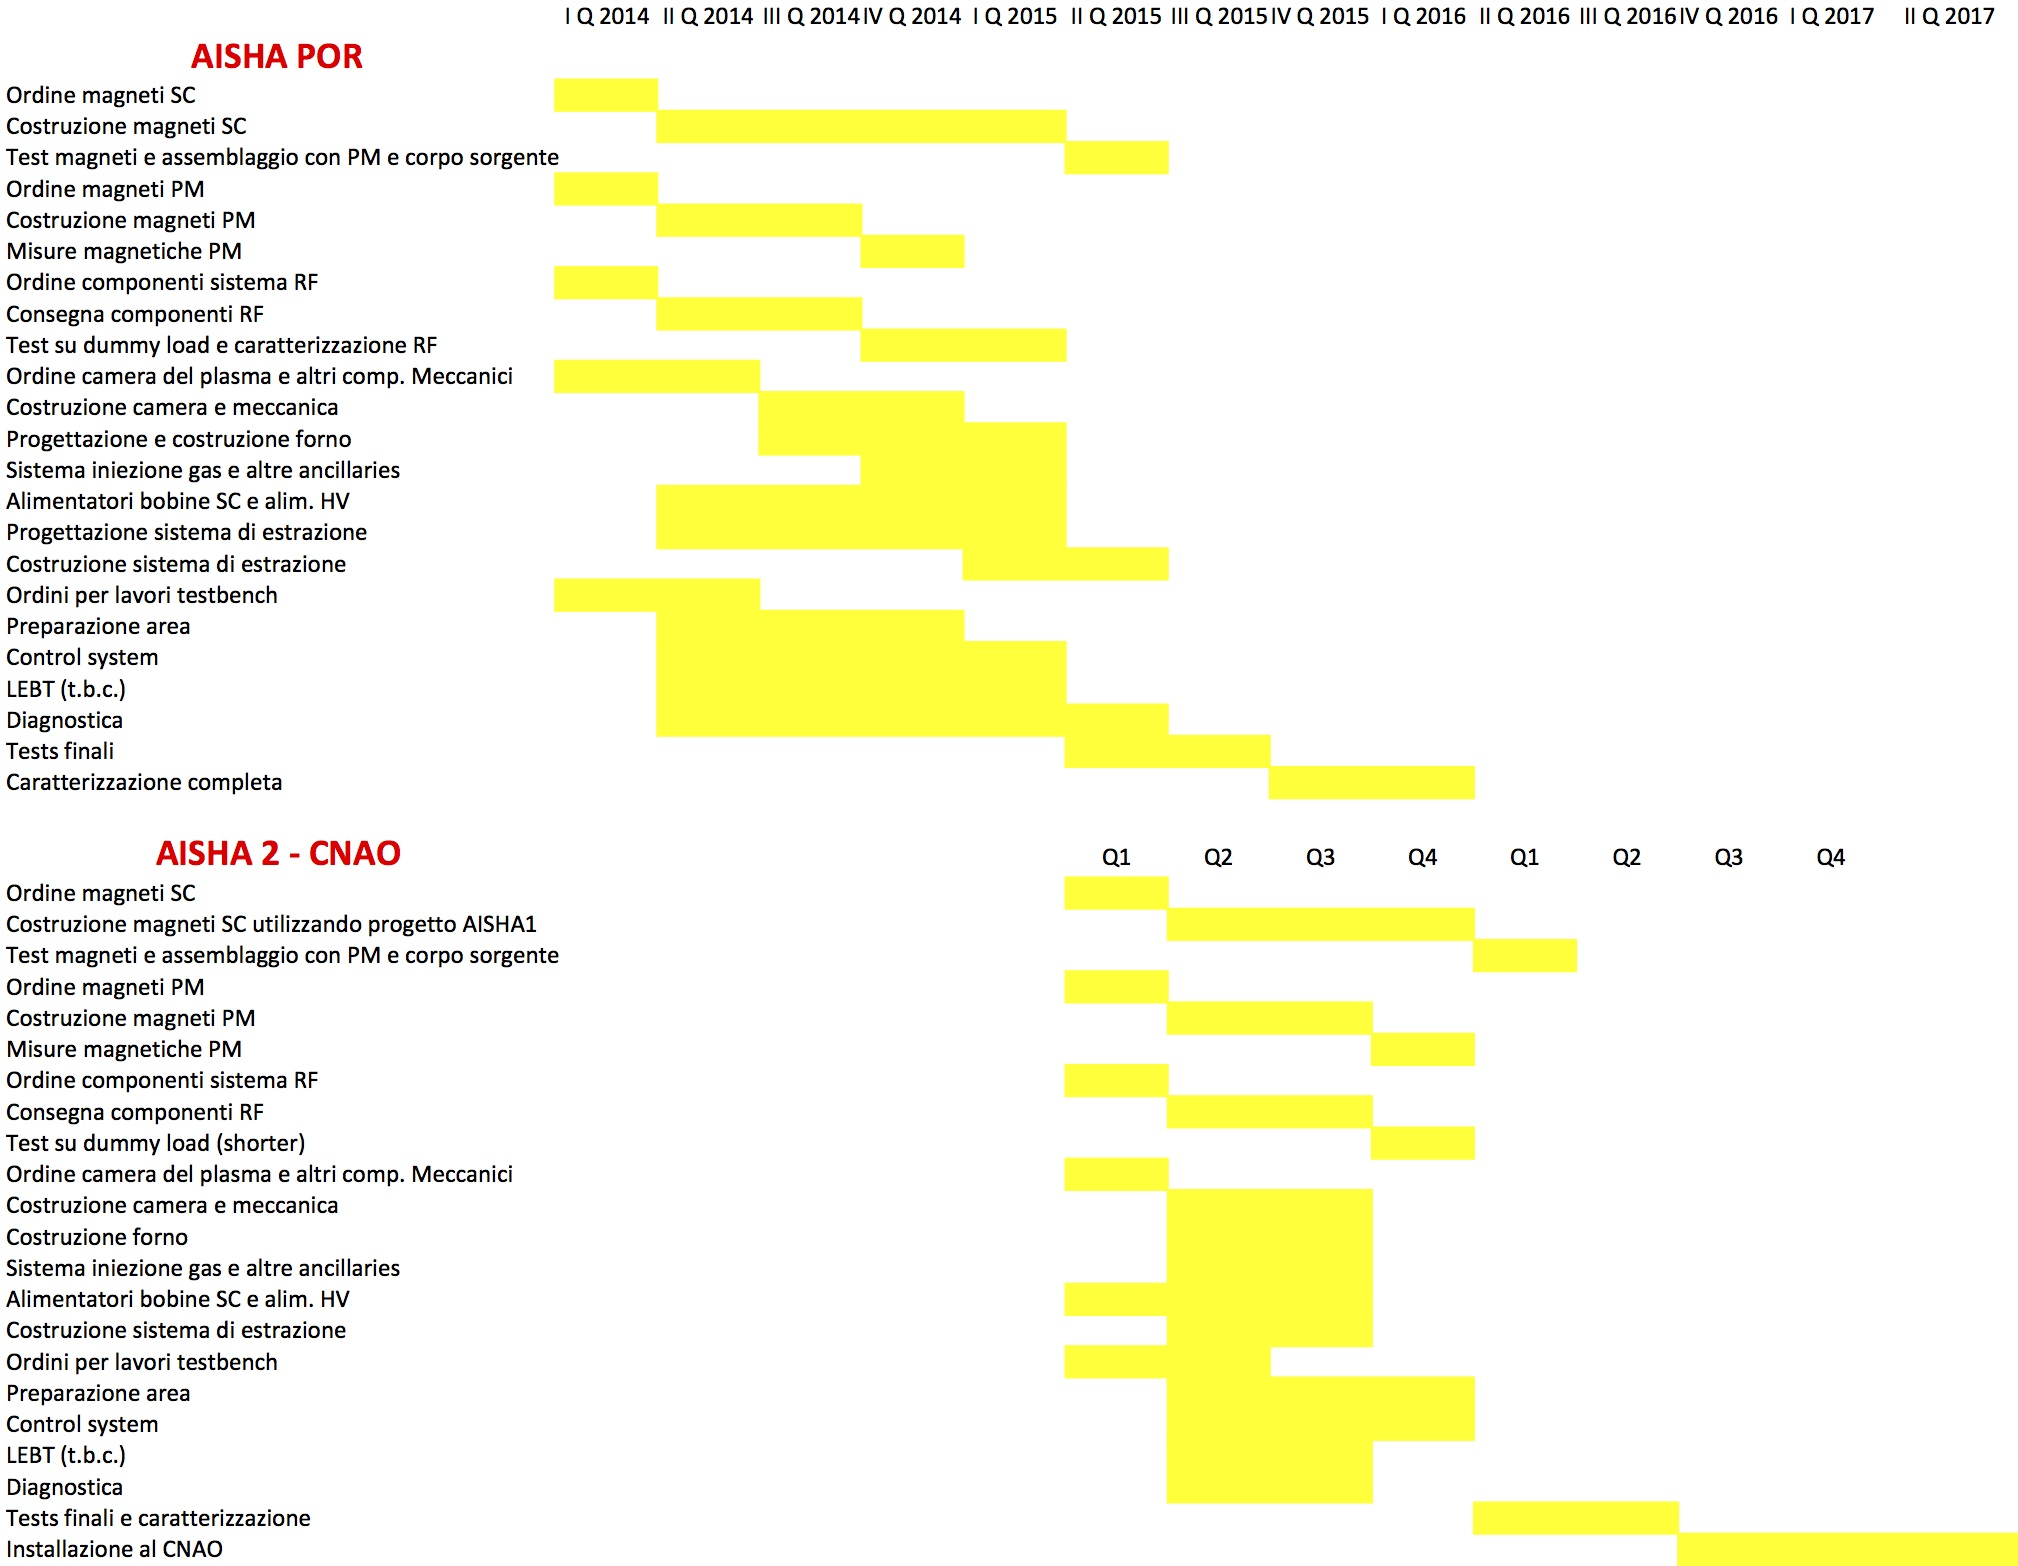 I Q 2014 II Q 2014 III Q 2014 IV Q 2014 I Q 2015 II Q 2015 III Q 2015 IV Q 2015 I Q 2016 II Q 2016 III Q 2016 IV Q 2016 I Q 2017 II Q 2017
AISHA POR
Ordine magneti SC
Costruzione magneti SC
Test magneti e assemblaggio con PM e corpo sorgente
Ordine magneti PM
Costruzione magneti PM
Misure magnetiche PM
Ordine componenti sistema RF
Consegna componenti RF
Test su dummy load e caratterizzazione RF
Ordine camera del plasma e altri comp. Meccanici
Costruzione camera e meccanica
Progettazione e costruzione forno
Sistema iniezione gas e altre ancillaries
Alimentatori bobine SC e alim. HV
Progettazione sistema di estrazione
Costruzione sistema di estrazione
Ordini per lavori testbench
Preparazione area
Control system
LEBT (t.b.c.)
Diagnostica
Tests finali
Caratterizzazione completa
AISHA 2 - CNAO Q1 Q2 Q3 Q4 Q1 Q2 Q3 Q4
Ordine magneti SC
Costruzione magneti SC utilizzando progetto AISHA1
Test magneti e assemblaggio con PM e corpo sorgente
Ordine magneti PM
Costruzione magneti PM
Misure magnetiche PM
Ordine componenti sistema RF
Consegna componenti RF
Test su dummy load (shorter)
Ordine camera del plasma e altri comp. Meccanici
Costruzione camera e meccanica
Costruzione forno
Sistema iniezione gas e altre ancillaries
Alimentatori bobine SC e alim. HV
Costruzione sistema di estrazione
Ordini per lavori testbench
Preparazione area
Control system
LEBT (t.b.c.)
Diagnostica
Tests finali e caratterizzazione
Installazione al CNAO